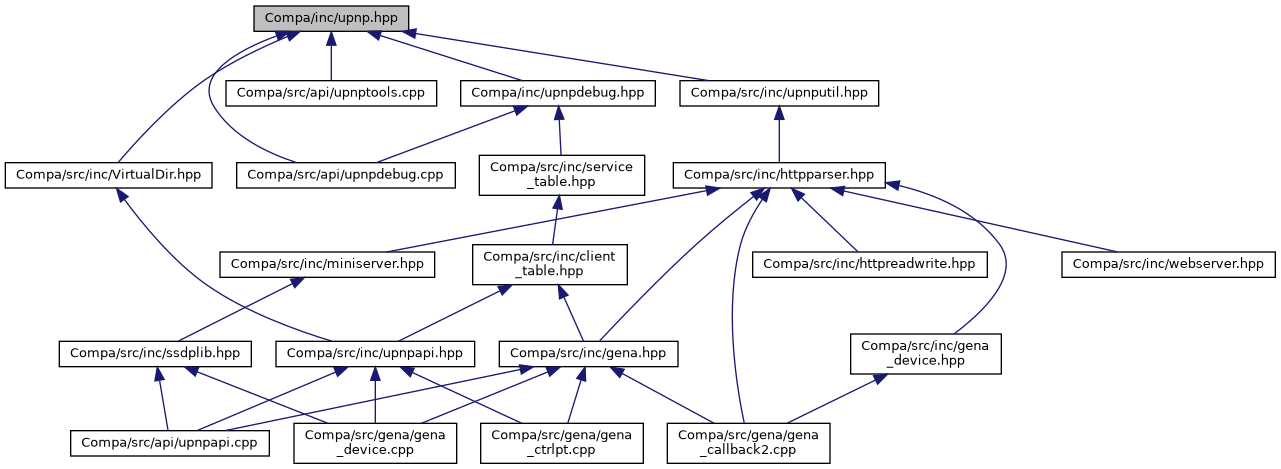 Compa/inc/upnp.hpp
Compa/src/api/upnptools.cpp
Compa/inc/upnpdebug.hpp
Compa/src/inc/upnputil.hpp
Compa/src/inc/VirtualDir.hpp
Compa/src/api/upnpdebug.cpp
Compa/src/inc/service
_table.hpp
Compa/src/inc/httpparser.hpp
Compa/src/inc/miniserver.hpp
Compa/src/inc/client
_table.hpp
Compa/src/inc/httpreadwrite.hpp
Compa/src/inc/webserver.hpp
Compa/src/inc/ssdplib.hpp
Compa/src/inc/upnpapi.hpp
Compa/src/inc/gena.hpp
Compa/src/inc/gena
_device.hpp
Compa/src/api/upnpapi.cpp
Compa/src/gena/gena
_device.cpp
Compa/src/gena/gena
_ctrlpt.cpp
Compa/src/gena/gena
_callback2.cpp